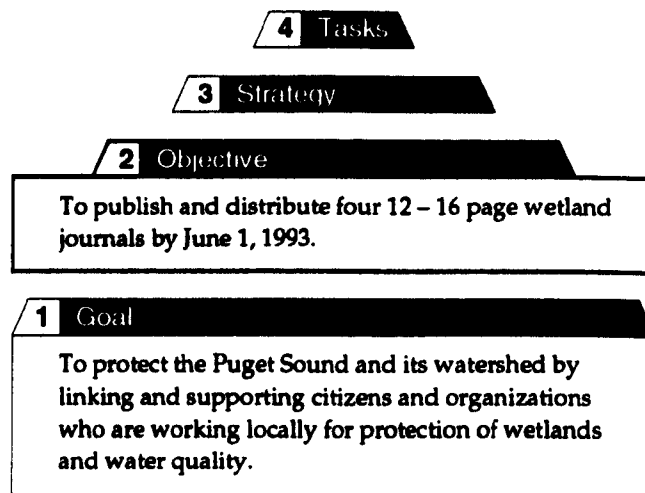 4 Tasks
3 Strategy
2 Objective
To publish and distribute four 12 – 16 page wetland
journals by June 1, 1993.
1 Goal
To protect the Puget Sound and its watershed by
linking and supporting citizens and organizations
who are working locally for protection of wetlands
and water quality.